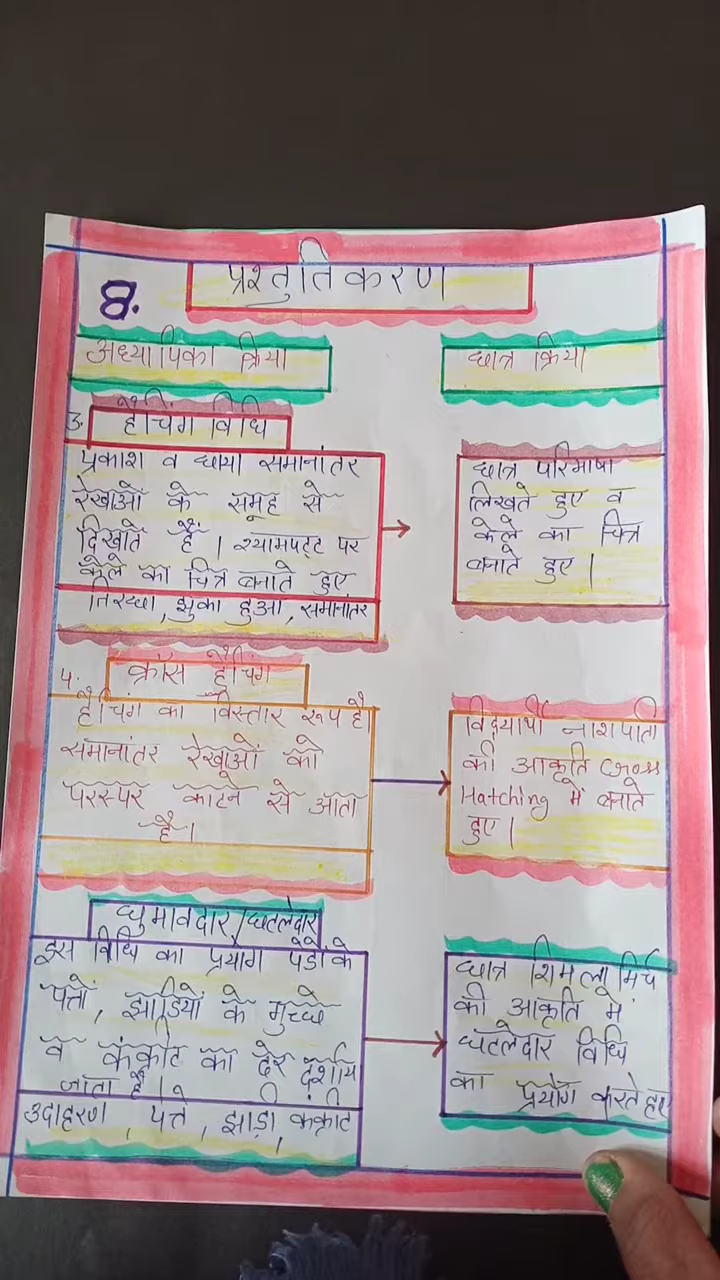 8.
प्रस्तुतिकरण
अध्यापिका क्रिया
छात्र क्रिया
3. हैचिंग विधि
प्रकाश व छाया समानांतर
रेखाओं के समूह से
दिखाते हैं । श्यामपट्ट पर
केले का चित्र बनाते हुए
तिरछा, झुका हुआ, समानांतर
छात्र परिभाषा
लिखते हुए व
केले का चित्र
बनाते हुए ।
4. क्रॉस हैचिंग
हैचिंग का विस्तार रूप है।
समानांतर रेखाओं को
परस्पर काटने से आता
है ।
विद्यार्थी नाशपाती
की आकृति Cross
Hatching में बनाते
हुए ।
घुमावदार/घटलेदार
इस विधि का प्रयोग पेडों के
पत्तों, झाडियों के गुच्छे
व कंक्रीट का ढेर दर्शाया
जाता है ।
उदाहरण, पत्ते, झाड़ी, कंक्रीट
छात्र शिमला मिर्च
की आकृति में
घटलेदार विधि
का प्रयोग करते हुए